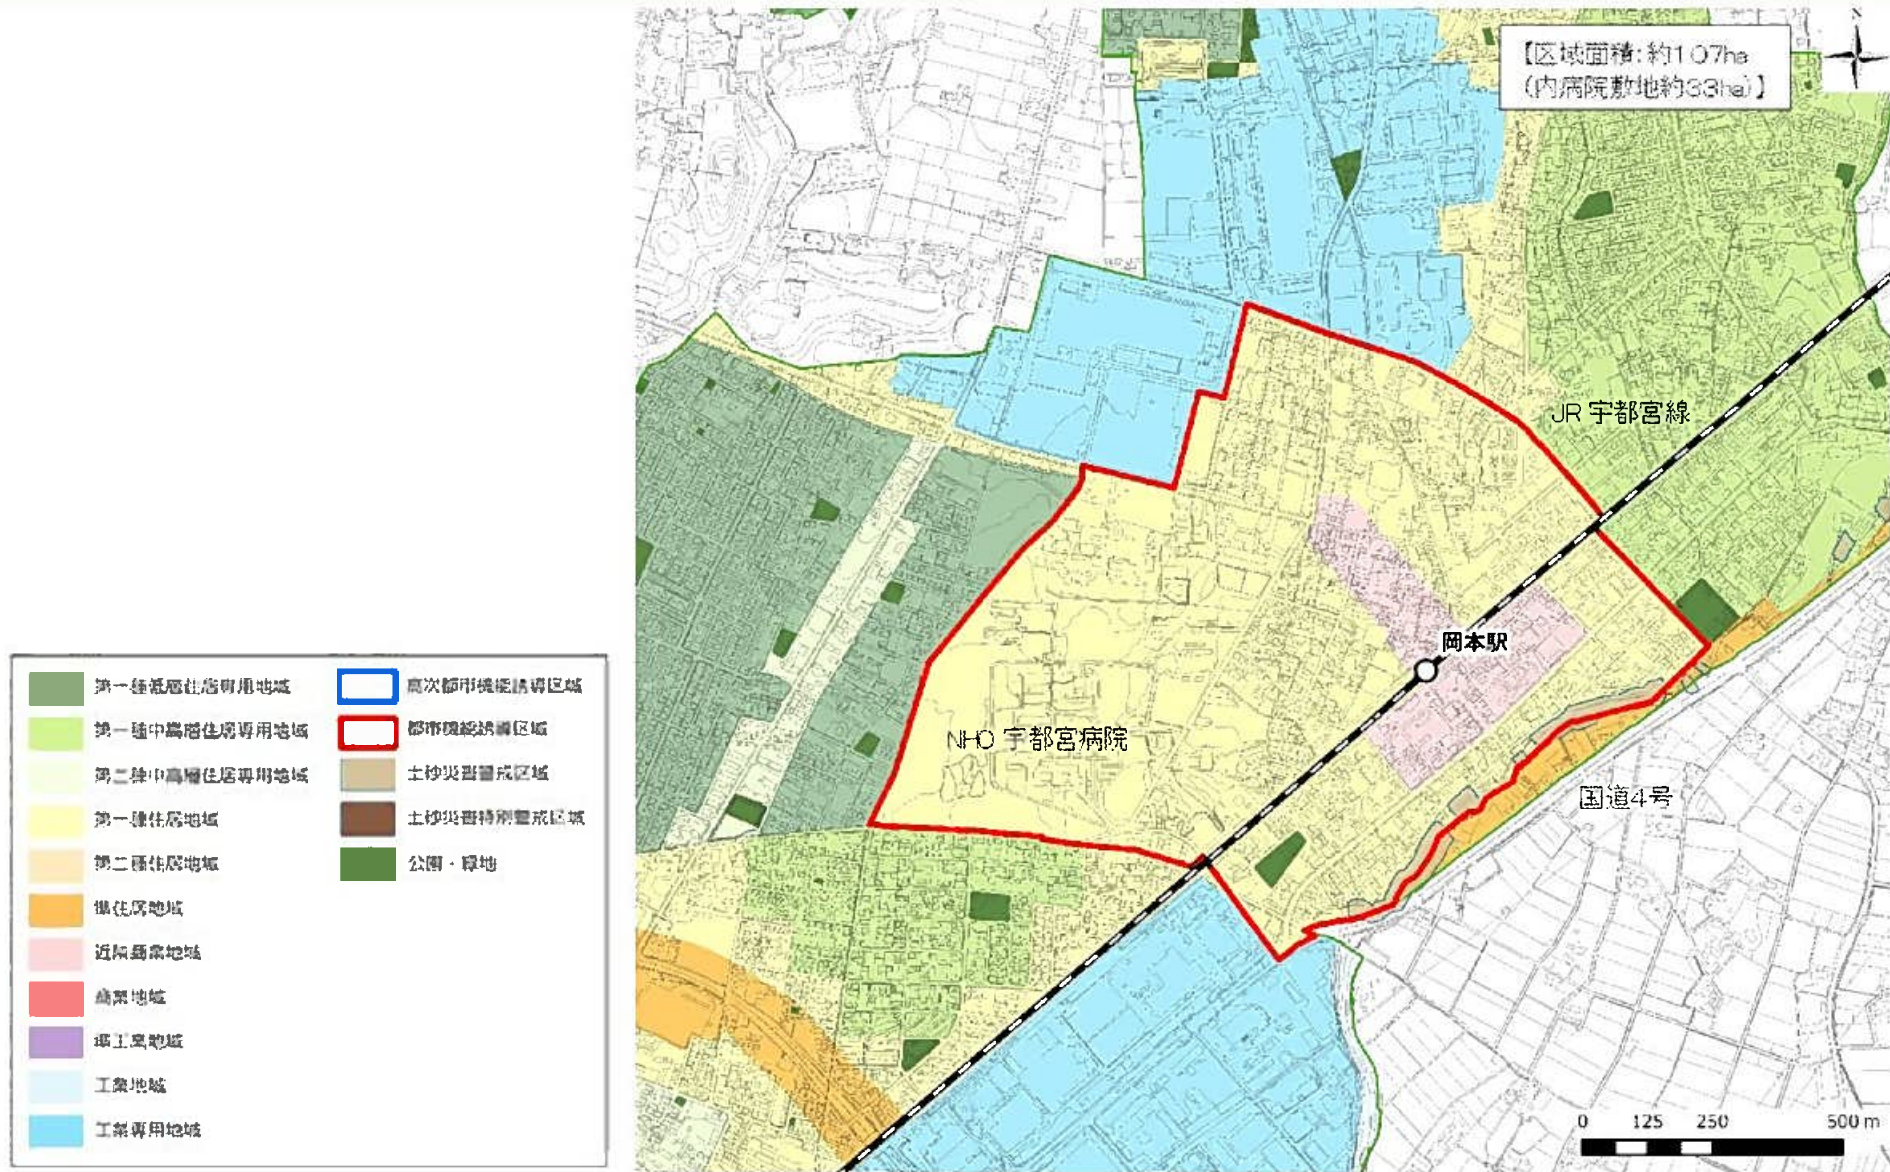 【区域面積:約107ha
(内病院敷地約33ha)】
N
JR 宇都宮線
岡本駅
NHO 宇都宮病院
国道4号
第一種低層住居専用地域
第一種中高層住居専用地域
第二種中高層住居専用地域
第一種住居地域
第二種住居地域
準住居地域
近隣商業地域
商業地域
準工業地域
工業地域
工業専用地域
高次都市機能誘導区域
都市機能誘導区域
土砂災害警戒区域
土砂災害特別警戒区域
公園・緑地
0 125 250 500 m